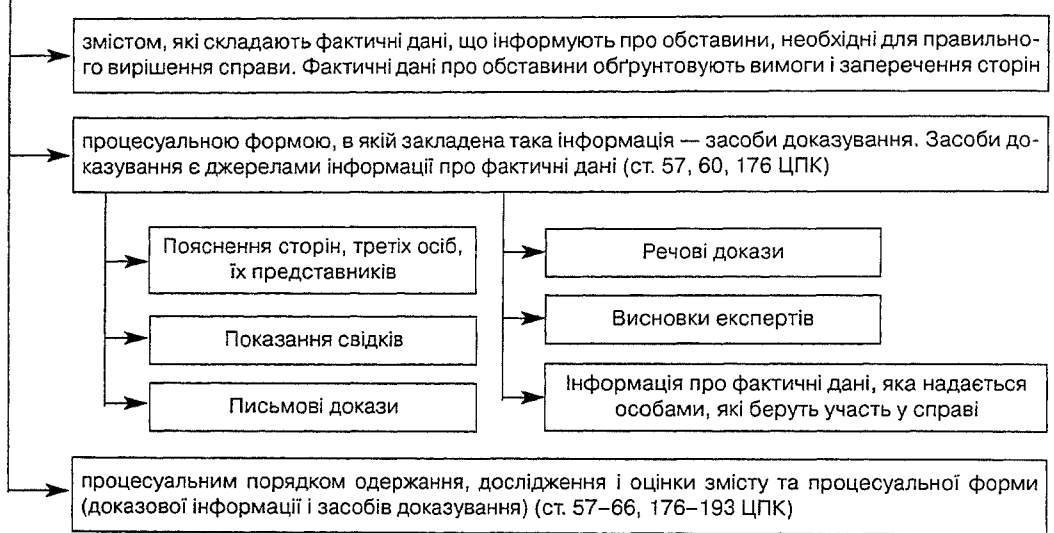 змістом, які складають фактичні дані, що інформують про обставини, необхідні для правильно-
го вирішення справи. Фактичні дані про обставини обґрунтовують вимоги і заперечення сторін
процесуальною формою, в якій закладена така інформація — засоби доказування. Засоби до-
казування є джерелами інформації про фактичні дані (ст. 57, 60, 176 ЦПК)
Пояснення сторін, третіх осіб,
їх представників
Показання свідків
Письмові докази
Речові докази
Висновки експертів
Інформація про фактичні дані, яка надається
особами, які беруть участь у справі
процесуальним порядком одержання, дослідження і оцінки змісту та процесуальної форми
(доказової інформації і засобів доказування) (ст. 57–66, 176–193 ЦПК)